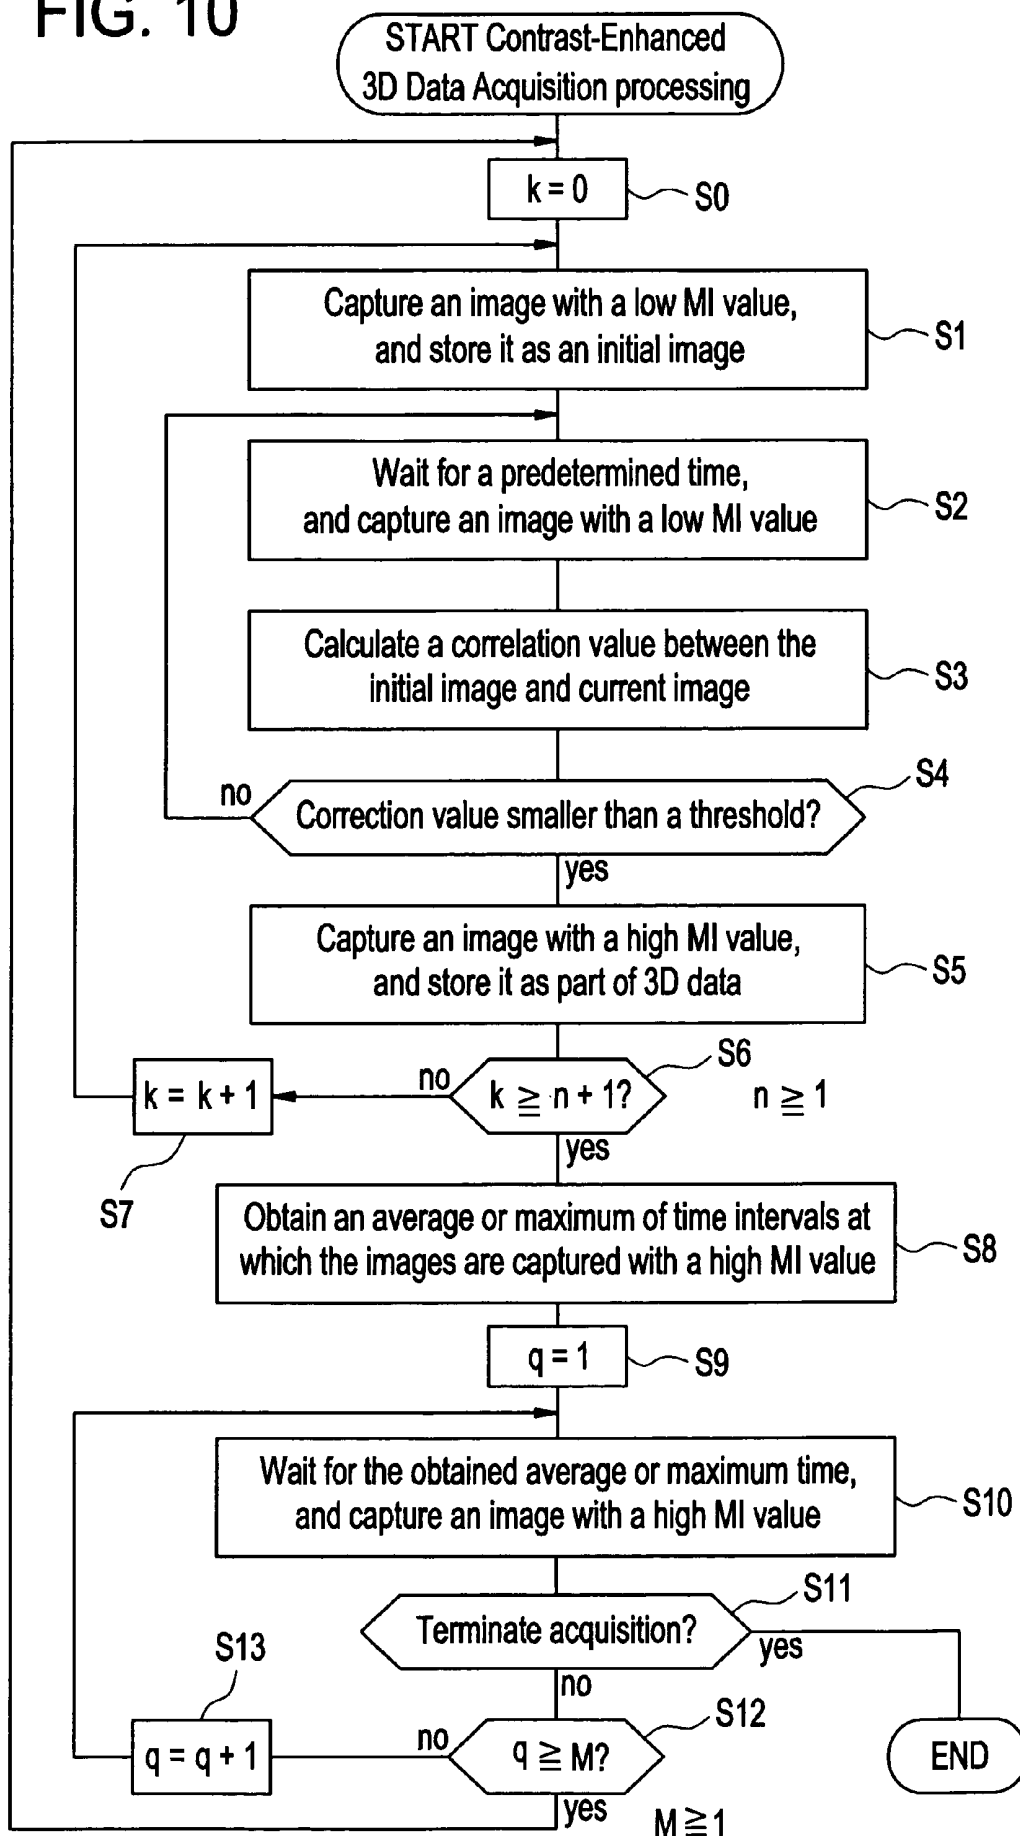 FIG. 10
START Contrast-Enhanced
3D Data Acquisition processing
k = 0
S0
Capture an image with a low MI value,
and store it as an initial image
S1
Wait for a predetermined time,
and capture an image with a low MI value
S2
Calculate a correlation value between the
initial image and current image
S3
S4
no
Correction value smaller than a threshold?
yes
Capture an image with a high MI value,
and store it as part of 3D data
S5
S6
k = k + 1
no
k ≧ n + 1?
n ≧ 1
yes
S7
Obtain an average or maximum of time intervals at
which the images are captured with a high MI value
S8
q = 1
S9
Wait for the obtained average or maximum time,
and capture an image with a high MI value
S10
S11
Terminate acquisition?
yes
S13
no
S12
q = q + 1
no
q ≧ M?
END
yes
M ≧ 1